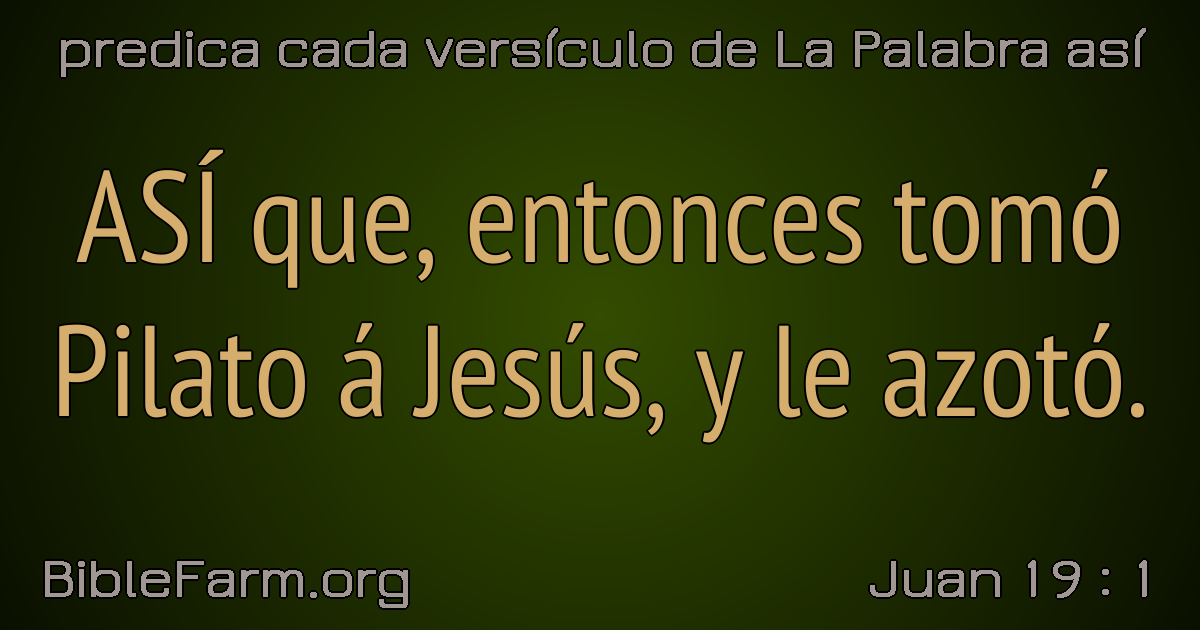 predica cada versículo de La Palabra así
ASÍ que, entonces tomó
Pilato á Jesús, y le azotó.
BibleFarm.org
Juan 19 : 1